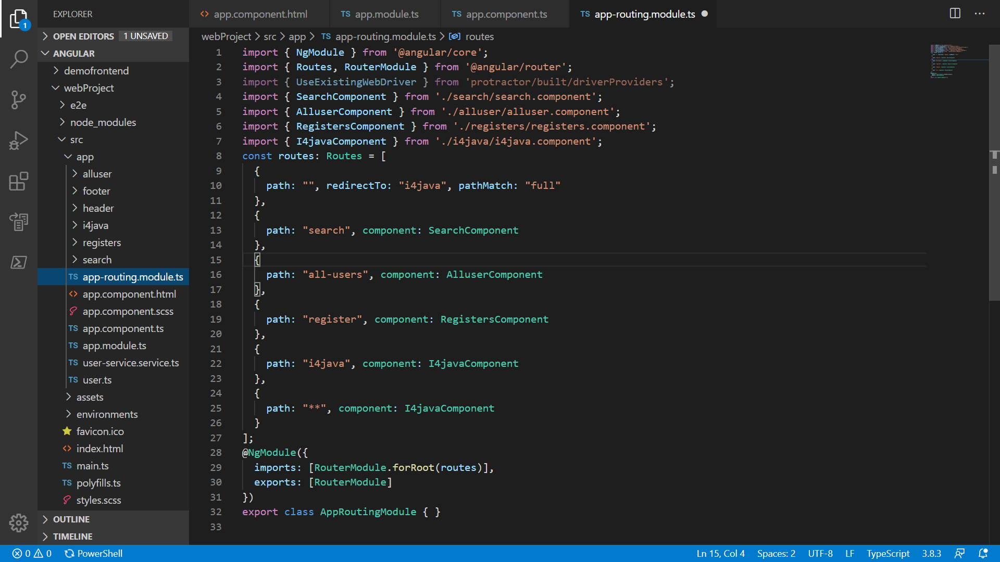 1
EXPLORER
OPEN EDITORS 1 UNSAVED
ANGULAR
demofrontend
webProject
e2e
node_modules
src
app
alluser
footer
header
i4java
registers
search
TS app-routing.module.ts
<> app.component.html
app.component.scss
TS app.component.ts
TS app.module.ts
TS user-service.service.ts
TS user.ts
assets
environments
favicon.ico
<> index.html
TS main.ts
TS polyfills.ts
styles.scss
OUTLINE
TIMELINE
<> app.component.html TS app.module.ts TS app.component.ts TS app-routing.module.ts
webProject > src > app > TS app-routing.module.ts > routes
1 import { NgModule } from '@angular/core';
2 import { Routes, RouterModule } from '@angular/router';
3 import { UseExistingWebDriver } from 'protractor/built/driverProviders';
4 import { SearchComponent } from './search/search.component';
5 import { AlluserComponent } from './alluser/alluser.component';
6 import { RegistersComponent } from './registers/registers.component';
7 import { I4javaComponent } from './i4java/i4java.component';
8 const routes: Routes = [
9 {
10 path: "", redirectTo: "i4java", pathMatch: "full"
11 },
12 {
13 path: "search", component: SearchComponent
14 },
15 {
16 path: "all-users", component: AlluserComponent
17 },
18 {
19 path: "register", component: RegistersComponent
20 },
21 {
22 path: "i4java", component: I4javaComponent
23 },
24 {
25 path: "**", component: I4javaComponent
26 }
27 ];
28 @NgModule({
29 imports: [RouterModule.forRoot(routes)],
30 exports: [RouterModule]
31 })
32 export class AppRoutingModule { }
33
0 0 PowerShell Ln 15, Col 4 Spaces: 2 UTF-8 LF TypeScript 3.8.3